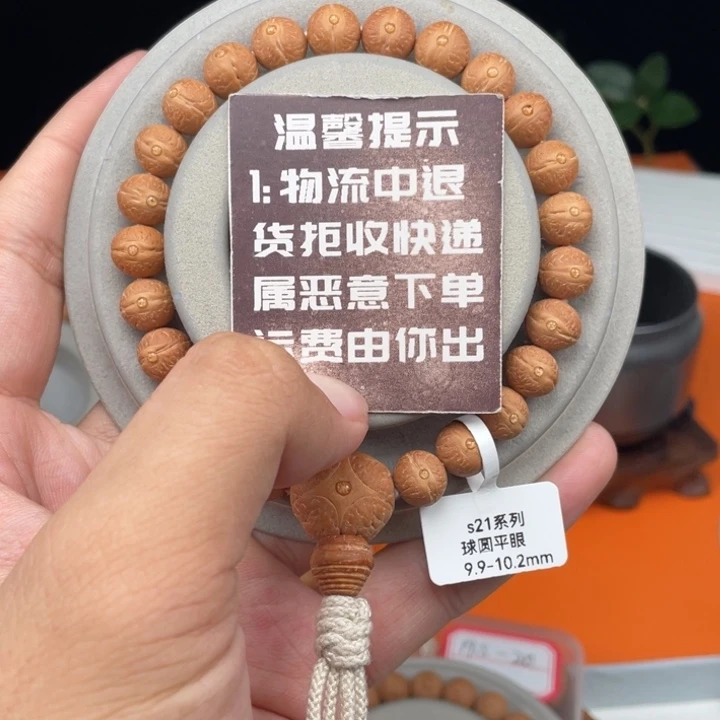 温馨提示
1:物流中退
货拒收快递
属恶意下单
运费由你出
s21系列
球圆平眼
9.9-10.2mm